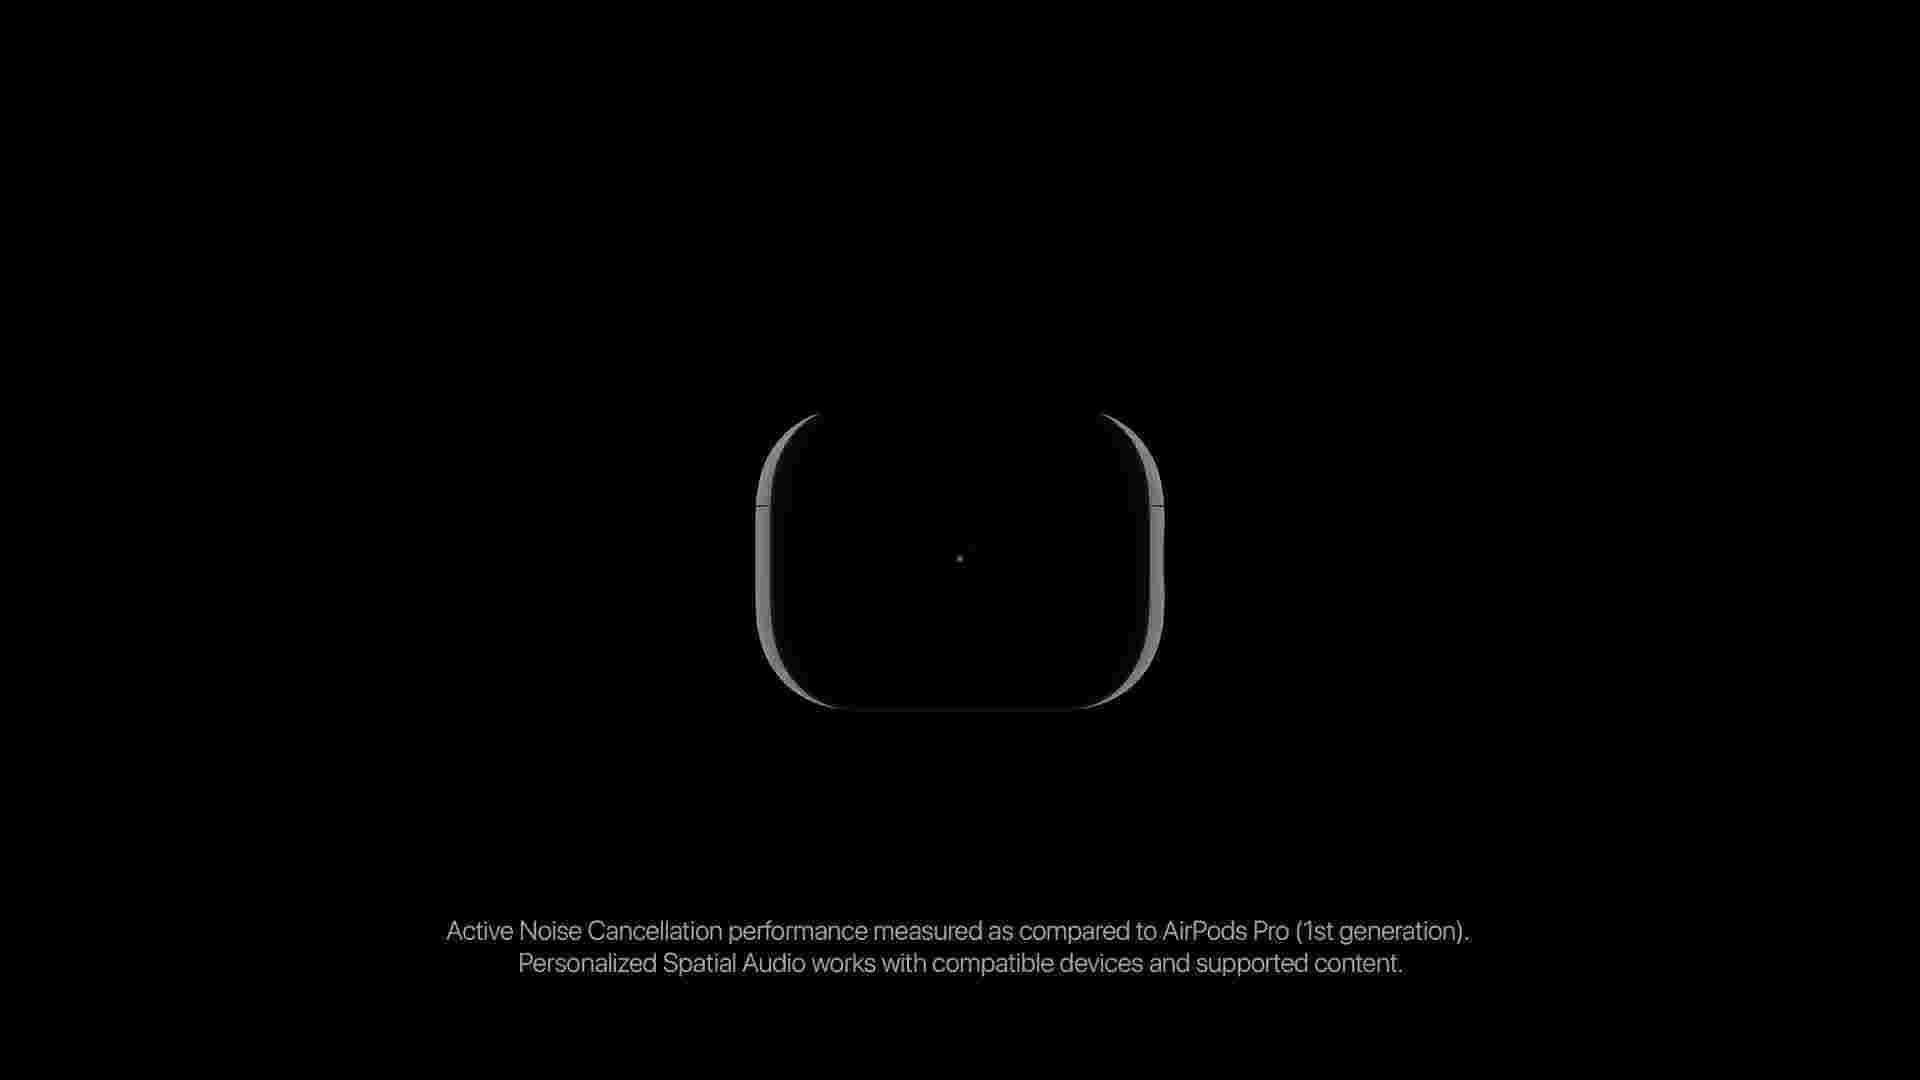 Active Noise Cancellation performance measured as compared to AirPods Pro (1st generation).
Personalized Spatial Audio works with compatible devices and supported content.